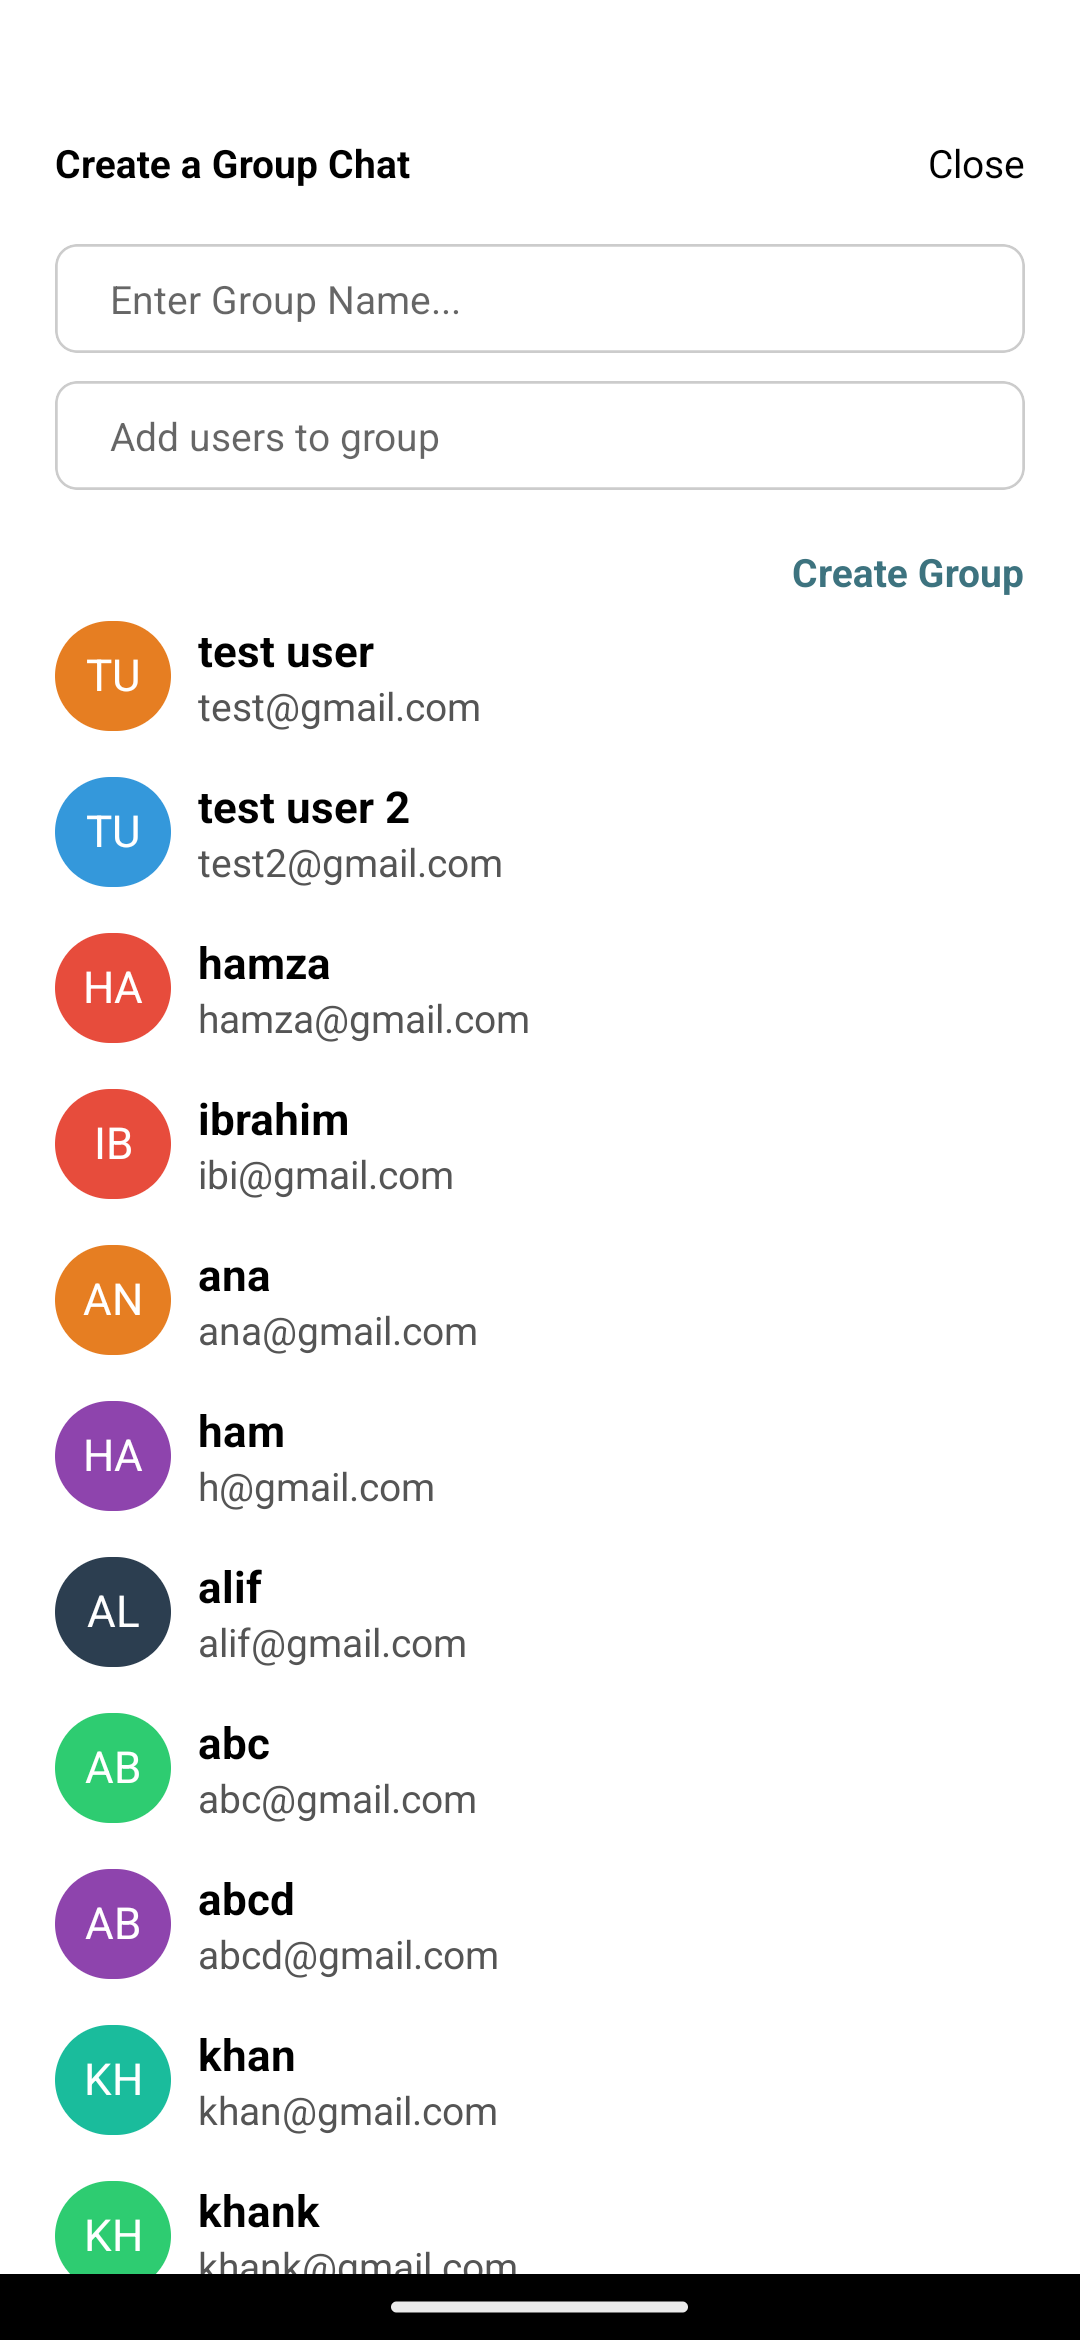 Create a Group Chat
Close
Enter Group Name...
Add users to group
Create Group
TU
test user
test@gmail.com
TU
test user 2
test2@gmail.com
HA
hamza
hamza@gmail.com
IB
ibrahim
ibi@gmail.com
AN
ana
ana@gmail.com
HA
ham
h@gmail.com
AL
alif
alif@gmail.com
AB
abc
abc@gmail.com
AB
abcd
abcd@gmail.com
KH
khan
khan@gmail.com
KH
khank
khank@gmail.com